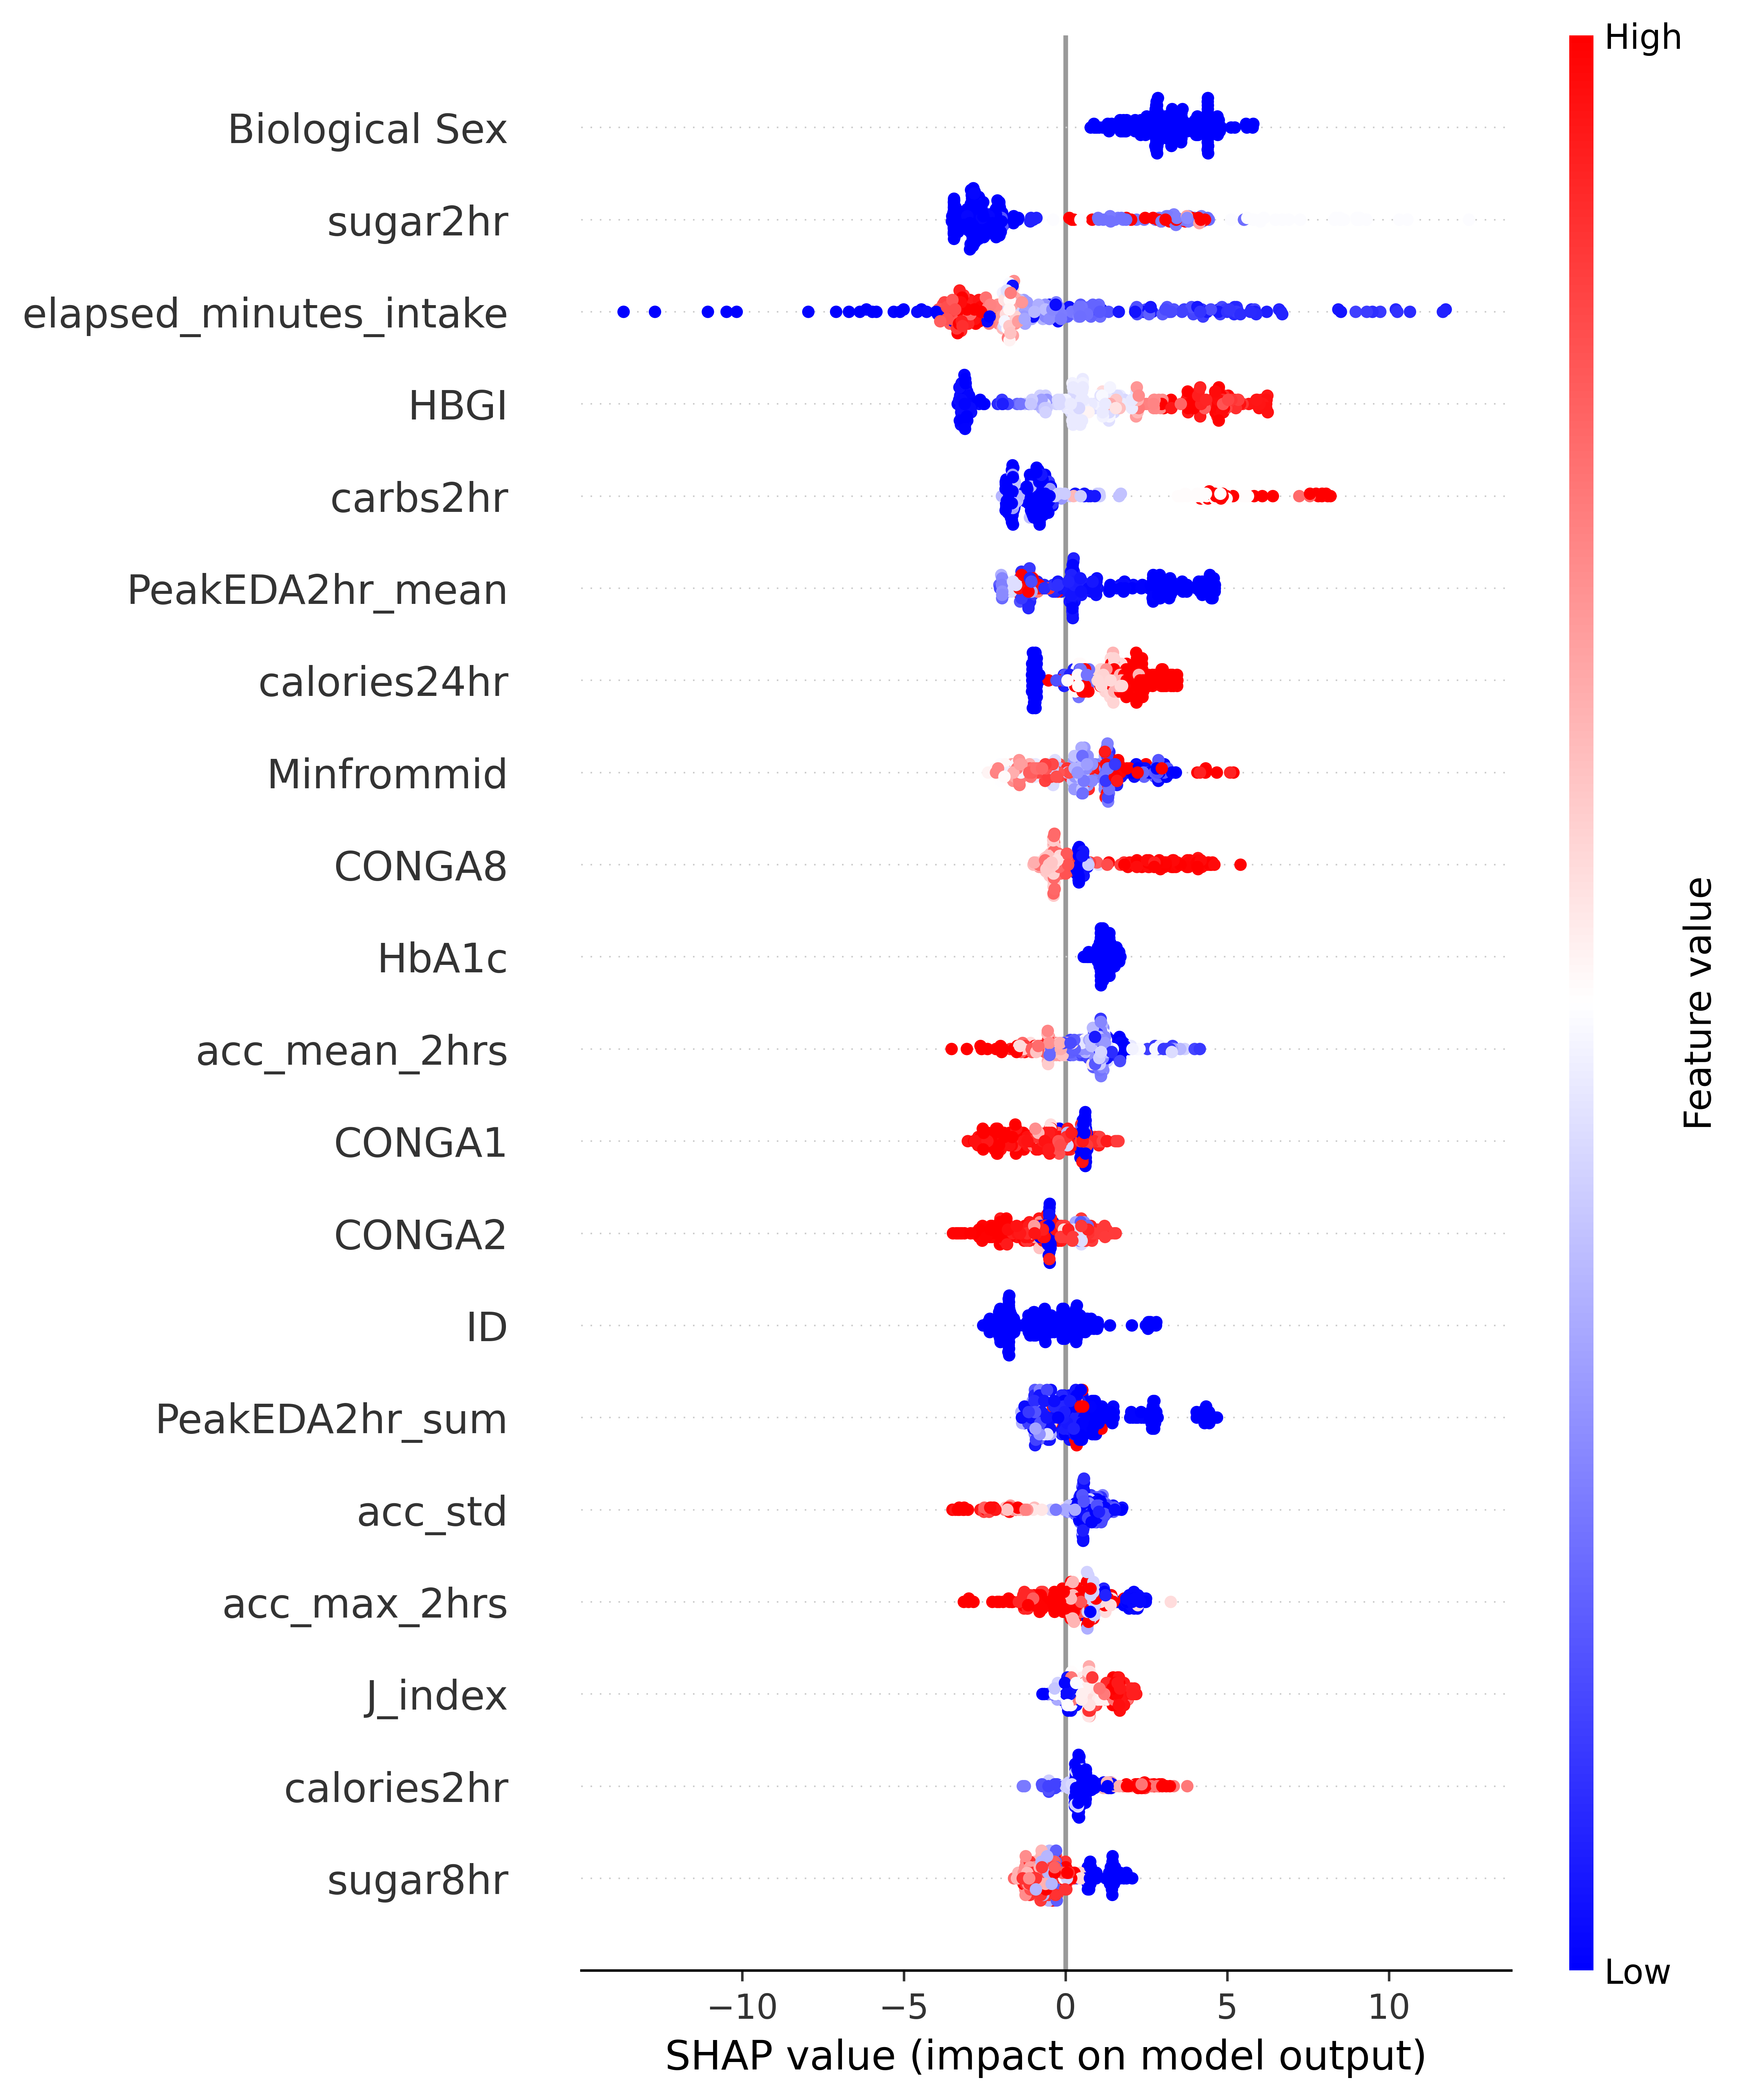 High
Biological Sex
sugar2hr
elapsed_minutes_intake
HBGI
carbs2hr
PeakEDA2hr_mean
calories24hr
Minfrommid
CONGA8
HbA1c
acc_mean_2hrs
CONGA1
CONGA2
ID
PeakEDA2hr_sum
acc_std
acc_max_2hrs
J_index
calories2hr
sugar8hr
Feature value
Low
−10 −5 0 5 10
SHAP value (impact on model output)